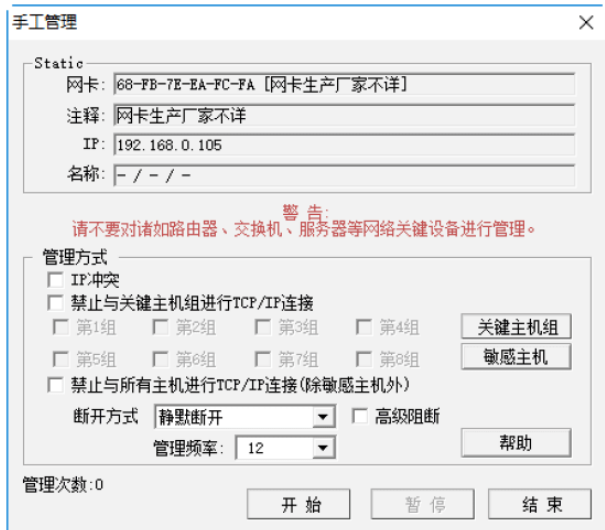 手工管理
Static
网卡: 68-FB-7E-EA-FC-FA [网卡生产厂家不详]
注释: 网卡生产厂家不详
IP: 192.168.0.105
名称: - / - / -
警 告:
请不要对诸如路由器、交换机、服务器等网络关键设备进行管理。
管理方式
IP冲突
禁止与关键主机组进行TCP/IP连接
第1组 第2组 第3组 第4组 关键主机组
第5组 第6组 第7组 第8组 敏感主机
禁止与所有主机进行TCP/IP连接(除敏感主机外)
断开方式 静默断开 高级阻断
管理频率: 12 帮助
管理次数:0
开 始 暂 停 结 束